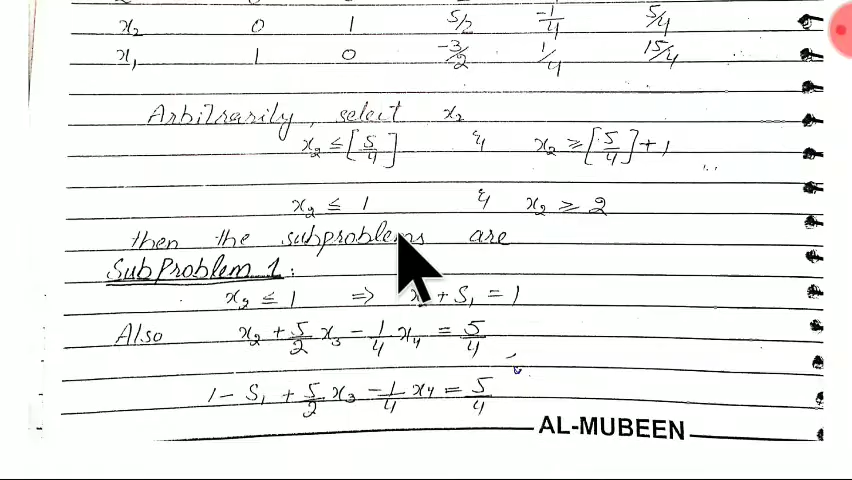 x₂ 0 1 5/2 -1/4 5/4
x₁ 1 0 -3/2 1/4 15/4
Arbitrarily, select x₂
x₂ ≤ [5/4] & x₂ ≥ [5/4] + 1
x₂ ≤ 1 & x₂ ≥ 2
then the subproblems are
SubProblem 1:
x₂ ≤ 1 ⇒ x₂ + S₁ = 1
Also x₂ + 5/2 x₃ - 1/4 x₄ = 5/4
1 - S₁ + 5/2 x₃ - 1/4 x₄ = 5/4
AL-MUBEEN